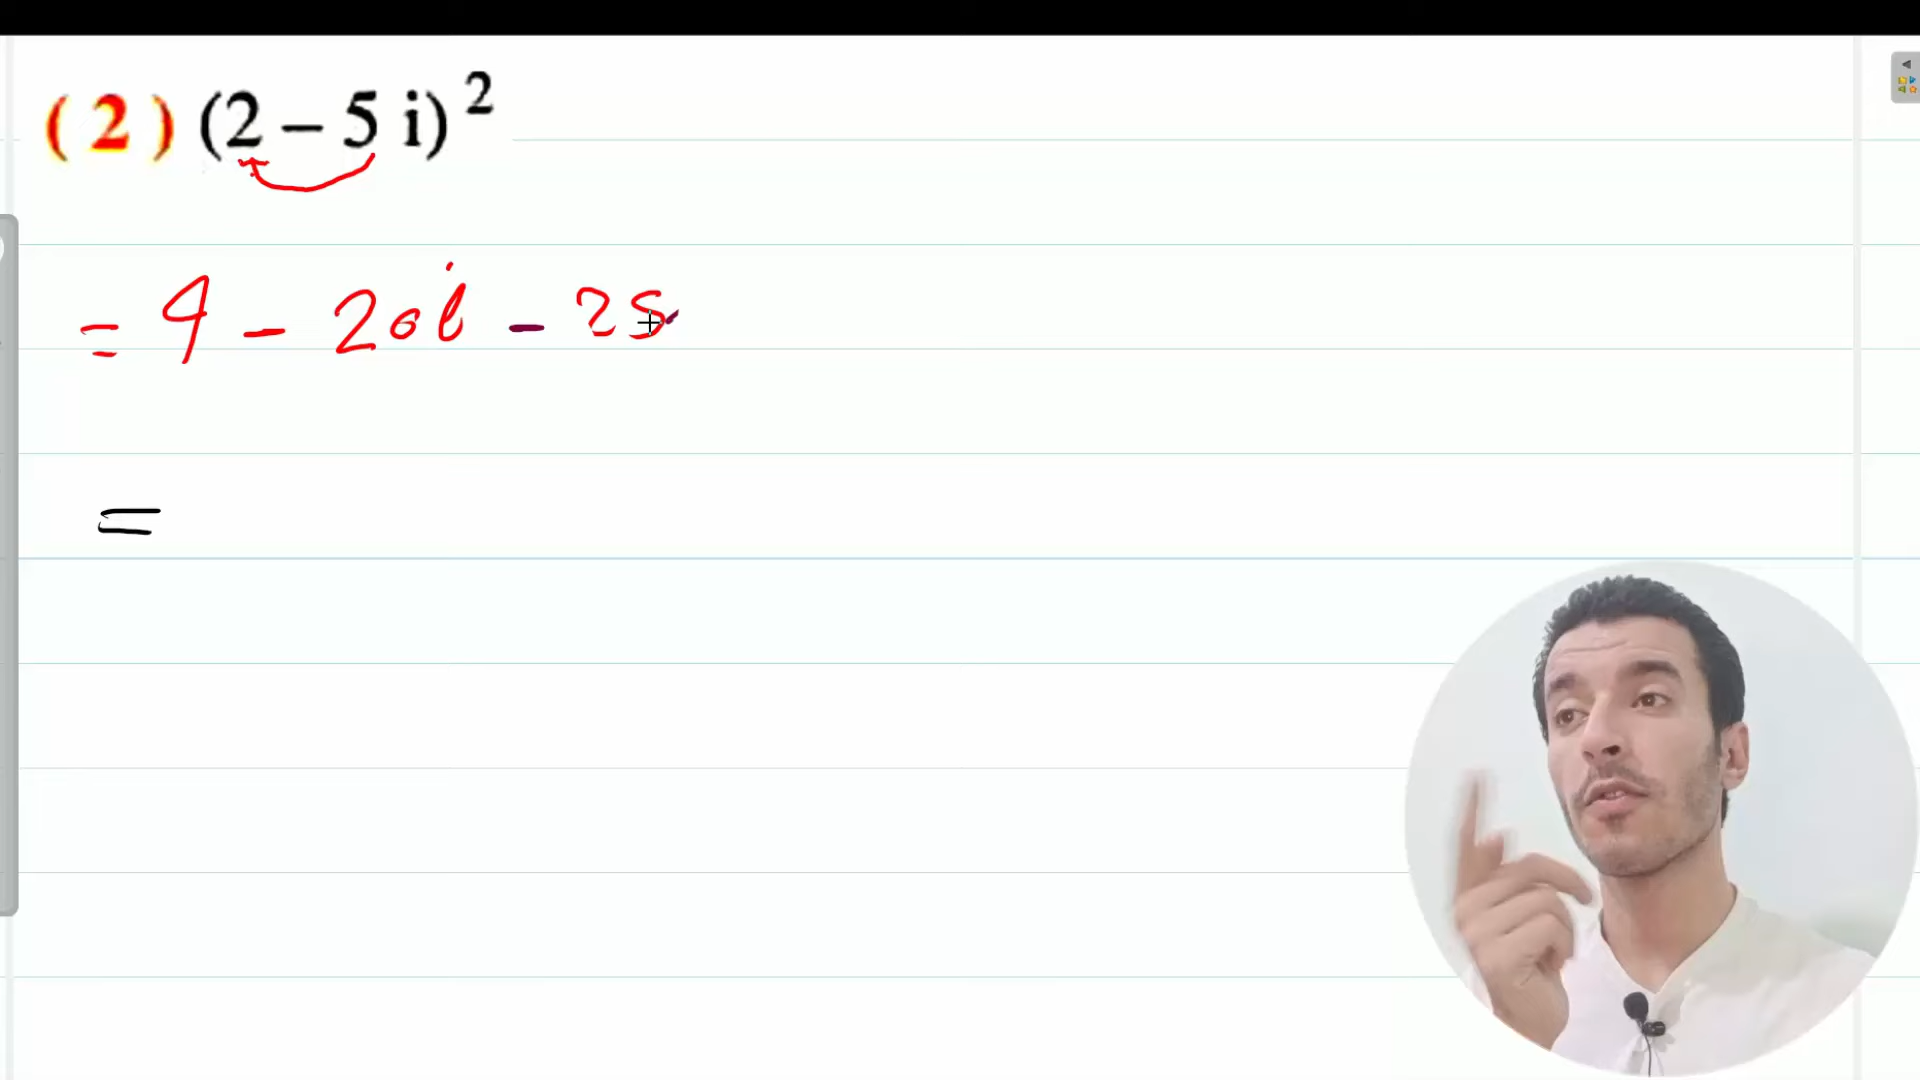 ( 2 ) (2 – 5 i)²
= 4 - 20i - 25
=